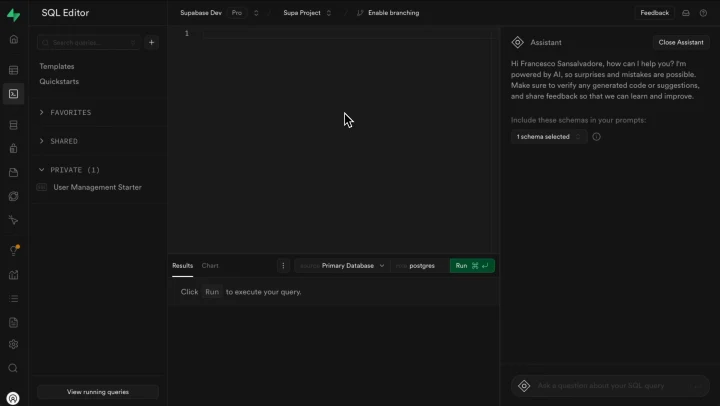 SQL Editor
Supabase Dev Pro Supa Project Enable branching
Feedback
Search queries...
Templates
Quickstarts
FAVORITES
SHARED
PRIVATE (1)
User Management Starter
View running queries
1
Results Chart
source Primary Database
role postgres
Run
Click Run to execute your query.
Assistant
Close Assistant
Hi Francesco Sansalvadore, how can I help you? I'm
powered by AI, so surprises and mistakes are possible.
Make sure to verify any generated code or suggestions,
and share feedback so that we can learn and improve.
Include these schemas in your prompts:
1 schema selected
Ask a question about your SQL query